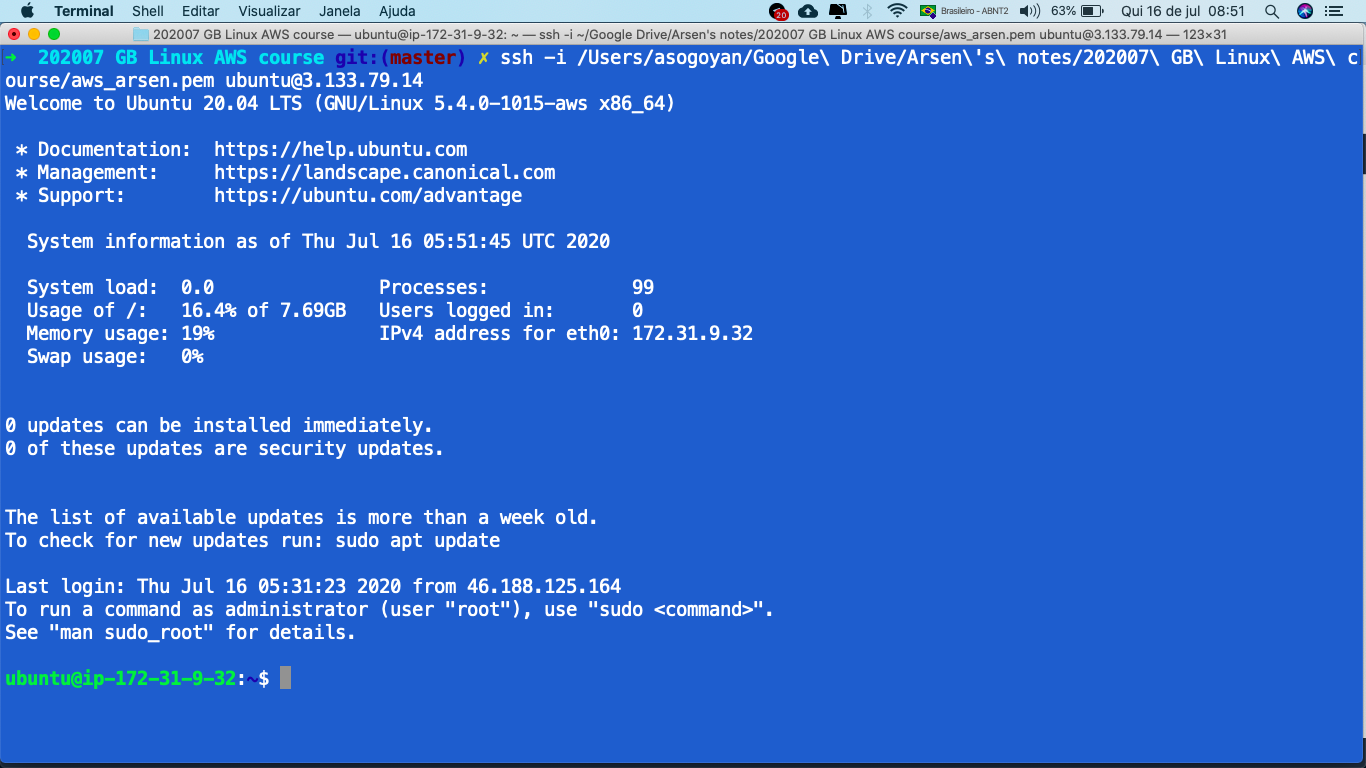 Terminal Shell Editar Visualizar Janela Ajuda 20 Brasileiro - ABNT2 63% Qui 16 de jul 08:51
202007 GB Linux AWS course — ubuntu@ip-172-31-9-32: ~ — ssh -i ~/Google Drive/Arsen's notes/202007 GB Linux AWS course/aws_arsen.pem ubuntu@3.133.79.14 — 123×31
→ 202007 GB Linux AWS course git:(master) ✗ ssh -i /Users/asogoyan/Google\ Drive/Arsen\'s\ notes/202007\ GB\ Linux\ AWS\ c
ourse/aws_arsen.pem ubuntu@3.133.79.14
Welcome to Ubuntu 20.04 LTS (GNU/Linux 5.4.0-1015-aws x86_64)
* Documentation: https://help.ubuntu.com
* Management: https://landscape.canonical.com
* Support: https://ubuntu.com/advantage
System information as of Thu Jul 16 05:51:45 UTC 2020
System load: 0.0 Processes: 99
Usage of /: 16.4% of 7.69GB Users logged in: 0
Memory usage: 19% IPv4 address for eth0: 172.31.9.32
Swap usage: 0%
0 updates can be installed immediately.
0 of these updates are security updates.
The list of available updates is more than a week old.
To check for new updates run: sudo apt update
Last login: Thu Jul 16 05:31:23 2020 from 46.188.125.164
To run a command as administrator (user "root"), use "sudo <command>".
See "man sudo_root" for details.
ubuntu@ip-172-31-9-32:~$